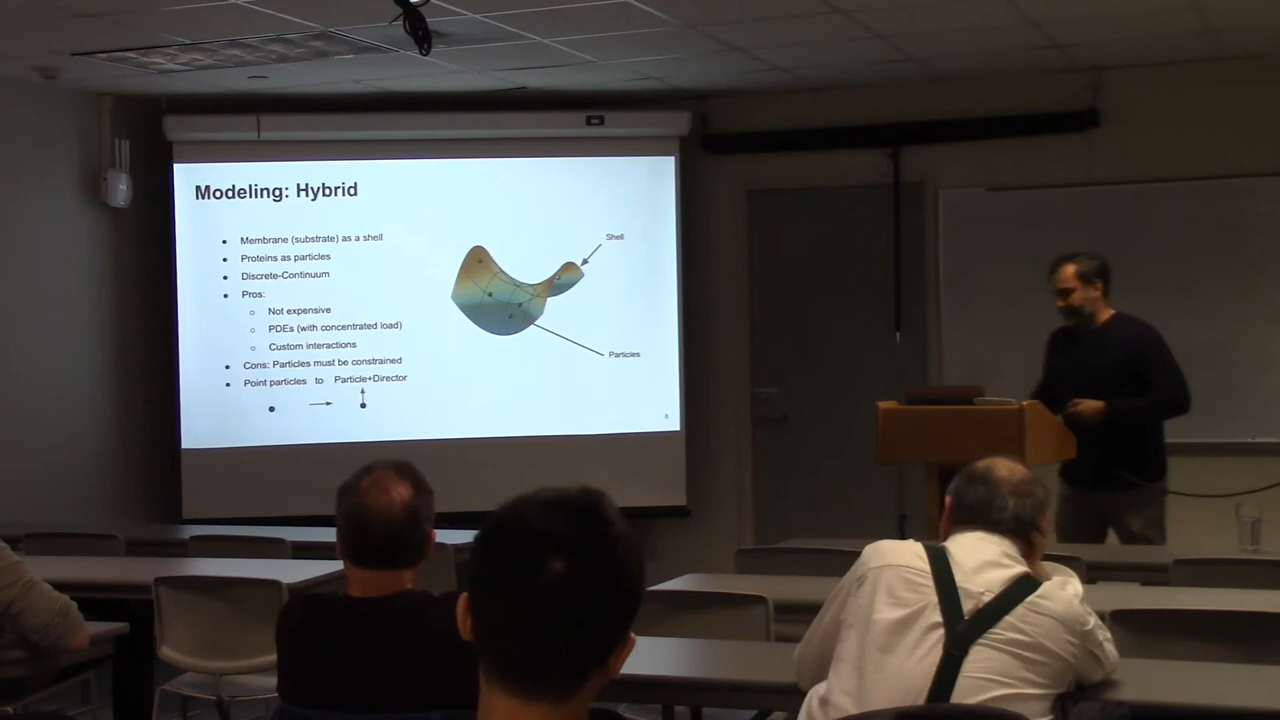 Modeling: Hybrid
Membrane (substrate) as a shell
Proteins as particles
Discrete-Continuum
Pros:
Not expensive
PDEs (with concentrated load)
Custom interactions
Cons: Particles must be constrained
Point particles to Particle+Director
Shell
Particles
8